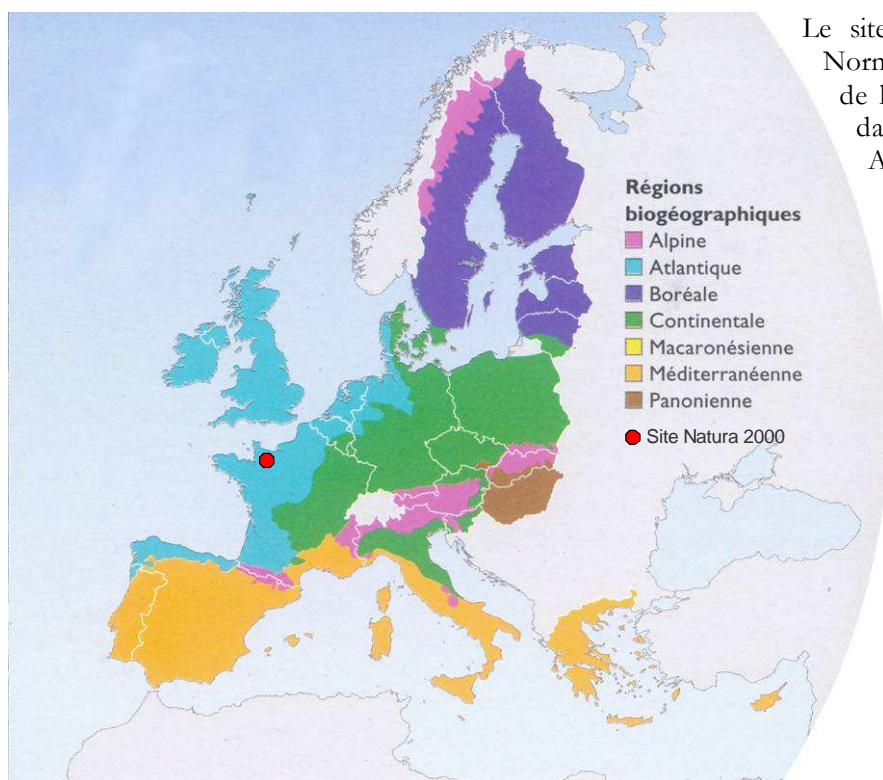 Le site
Norm
de l
da
A
Régions
biogéographiques
Alpine
Atlantique
Boréale
Continentale
Macaronésienne
Méditerranéenne
Panonienne
Site Natura 2000